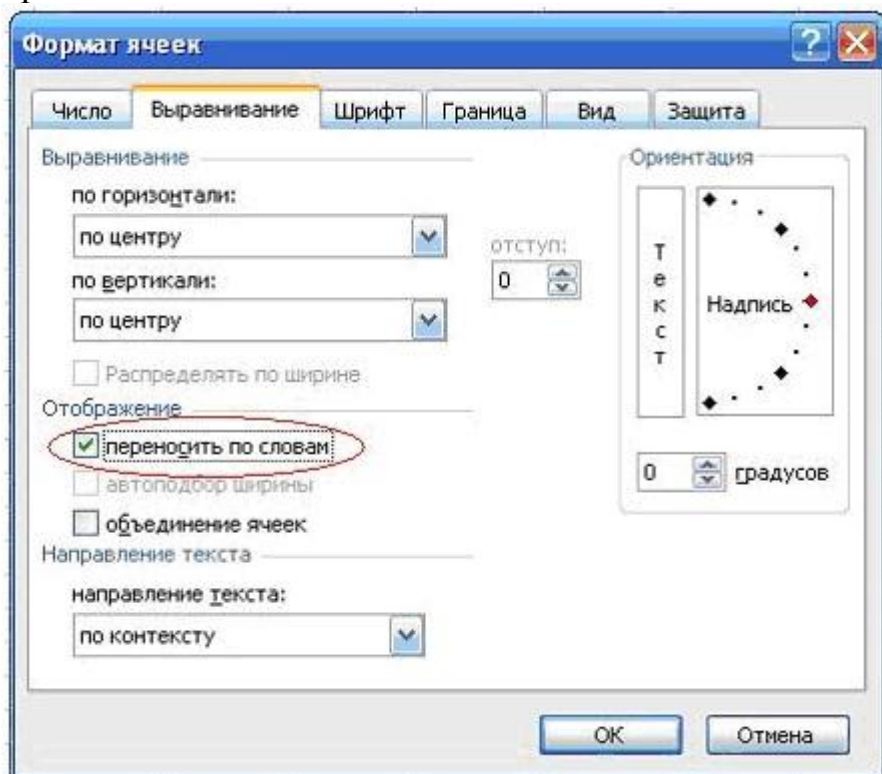 Формат ячеек
Число Выравнивание Шрифт Граница Вид Защита
Выравнивание
по горизонтали:
по центру
отступ:
0
по вертикали:
по центру
Распределять по ширине
Отображение
переносить по словам
автоподбор ширины
объединение ячеек
Направление текста
направление текста:
по контексту
Ориентация
Текст
Надпись
0 градусов
ОК Отмена